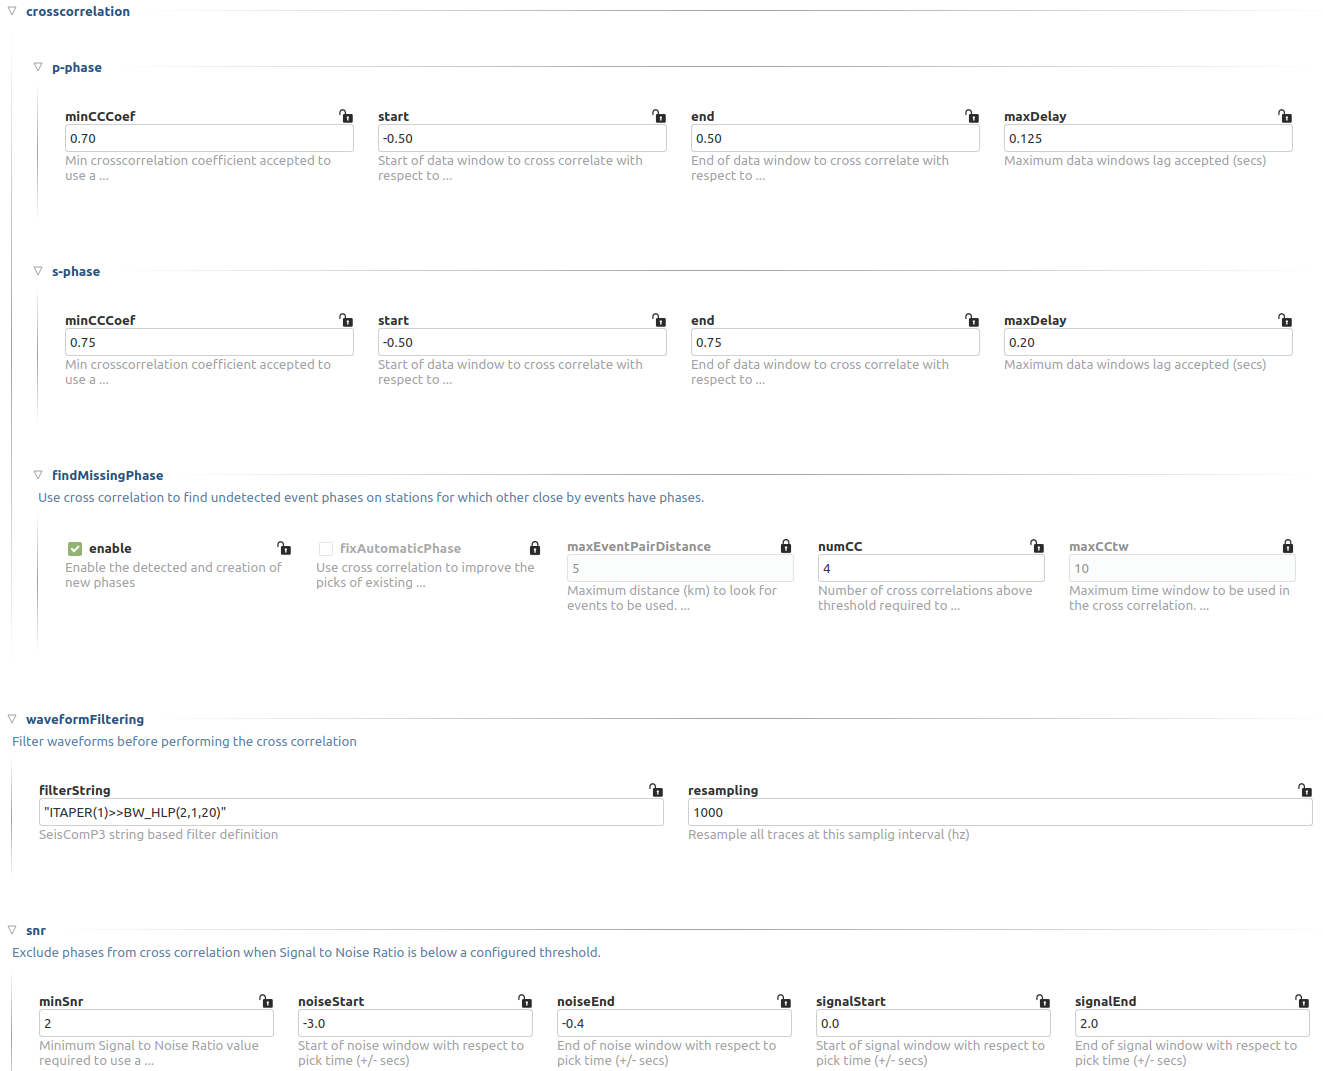 crosscorrelation
p-phase
minCCCoef start end maxDelay
0.70 -0.50 0.50 0.125
Min crosscorrelation coefficient accepted to Start of data window to cross correlate with End of data window to cross correlate with Maximum data windows lag accepted (secs)
use a ... respect to ... respect to ...
s-phase
minCCCoef start end maxDelay
0.75 -0.50 0.75 0.20
Min crosscorrelation coefficient accepted to Start of data window to cross correlate with End of data window to cross correlate with Maximum data windows lag accepted (secs)
use a ... respect to ... respect to ...
findMissingPhase
Use cross correlation to find undetected event phases on stations for which other close by events have phases.
enable fixAutomaticPhase maxEventPairDistance numCC maxCCtw
5 4 10
Enable the detected and creation of Use cross correlation to improve the Maximum distance (km) to look for Number of cross correlations above Maximum time window to be used in
new phases picks of existing ... events to be used. ... threshold required to ... the cross correlation. ...
waveformFiltering
Filter waveforms before performing the cross correlation
filterString resampling
"ITAPER(1)>>BW_HLP(2,1,20)" 1000
SeisComP3 string based filter definition Resample all traces at this samplig interval (hz)
snr
Exclude phases from cross correlation when Signal to Noise Ratio is below a configured threshold.
minSnr noiseStart noiseEnd signalStart signalEnd
2 -3.0 -0.4 0.0 2.0
Minimum Signal to Noise Ratio value Start of noise window with respect to End of noise window with respect to Start of signal window with respect to End of signal window with respect to
required to use a ... pick time (+/- secs) pick time (+/- secs) pick time (+/- secs) pick time (+/- secs)